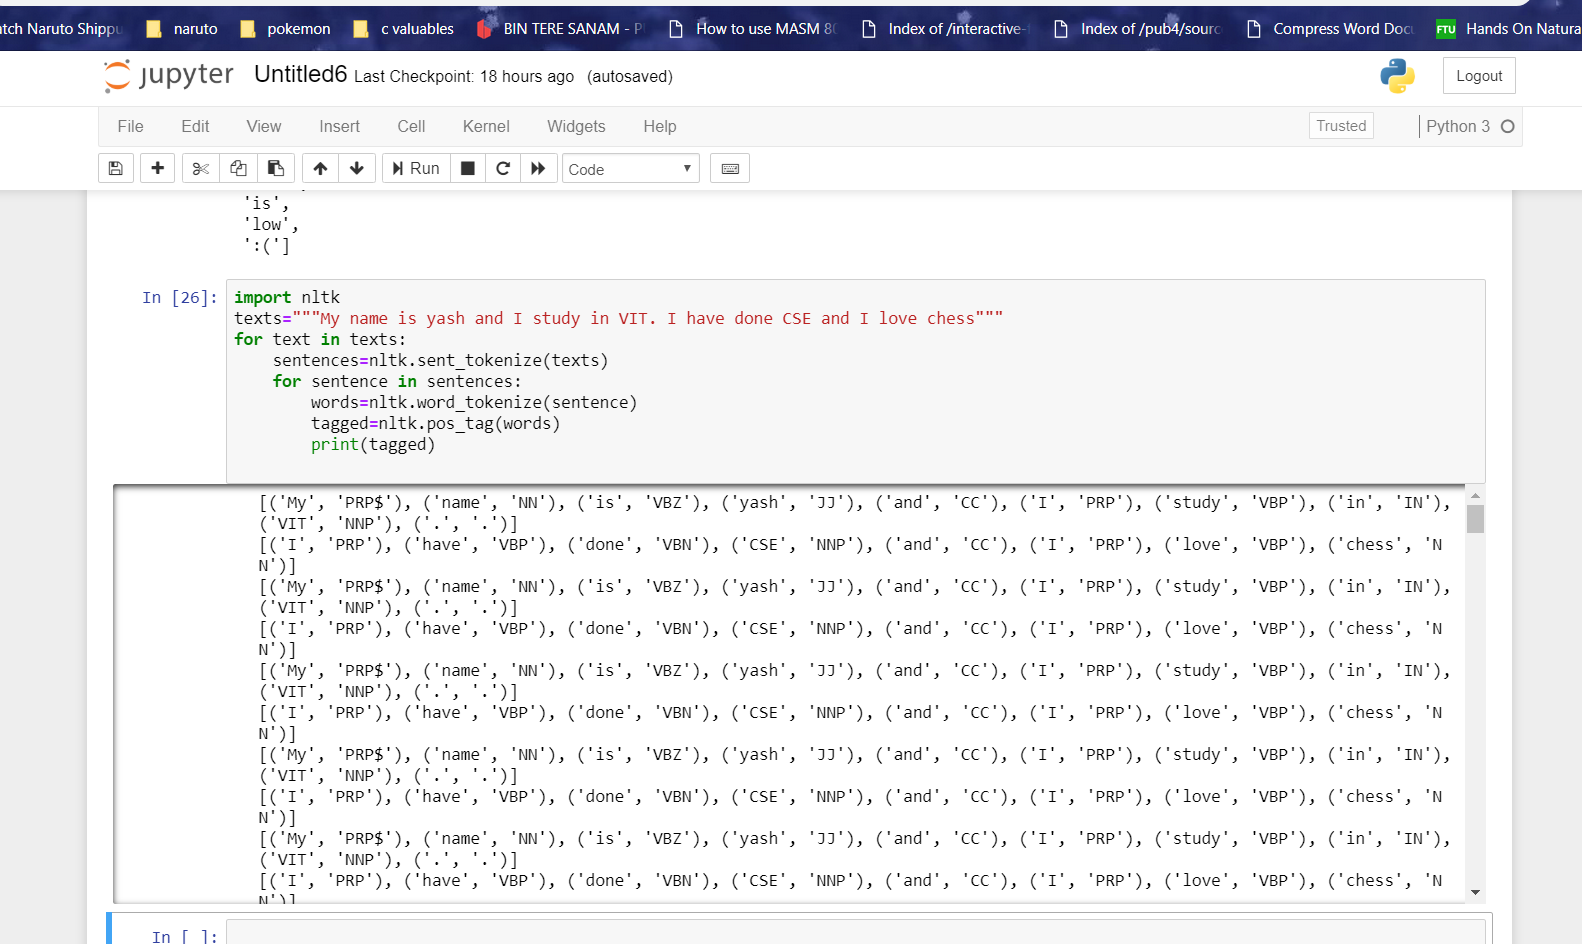 tch Naruto Shippu naruto pokemon c valuables BIN TERE SANAM - P How to use MASM 8 Index of /interactive- Index of /pub4/sourc Compress Word Docu FTU Hands On Natura
jupyter Untitled6 Last Checkpoint: 18 hours ago (autosaved) Logout
File Edit View Insert Cell Kernel Widgets Help Trusted Python 3
Run Code
'is',
'low',
':(']
In [26]: import nltk
texts="""My name is yash and I study in VIT. I have done CSE and I love chess"""
for text in texts:
    sentences=nltk.sent_tokenize(texts)
    for sentence in sentences:
        words=nltk.word_tokenize(sentence)
        tagged=nltk.pos_tag(words)
        print(tagged)
[('My', 'PRP$'), ('name', 'NN'), ('is', 'VBZ'), ('yash', 'JJ'), ('and', 'CC'), ('I', 'PRP'), ('study', 'VBP'), ('in', 'IN'),
('VIT', 'NNP'), ('.', '.')]
[('I', 'PRP'), ('have', 'VBP'), ('done', 'VBN'), ('CSE', 'NNP'), ('and', 'CC'), ('I', 'PRP'), ('love', 'VBP'), ('chess', 'N
N')]
[('My', 'PRP$'), ('name', 'NN'), ('is', 'VBZ'), ('yash', 'JJ'), ('and', 'CC'), ('I', 'PRP'), ('study', 'VBP'), ('in', 'IN'),
('VIT', 'NNP'), ('.', '.')]
[('I', 'PRP'), ('have', 'VBP'), ('done', 'VBN'), ('CSE', 'NNP'), ('and', 'CC'), ('I', 'PRP'), ('love', 'VBP'), ('chess', 'N
N')]
[('My', 'PRP$'), ('name', 'NN'), ('is', 'VBZ'), ('yash', 'JJ'), ('and', 'CC'), ('I', 'PRP'), ('study', 'VBP'), ('in', 'IN'),
('VIT', 'NNP'), ('.', '.')]
[('I', 'PRP'), ('have', 'VBP'), ('done', 'VBN'), ('CSE', 'NNP'), ('and', 'CC'), ('I', 'PRP'), ('love', 'VBP'), ('chess', 'N
N')]
[('My', 'PRP$'), ('name', 'NN'), ('is', 'VBZ'), ('yash', 'JJ'), ('and', 'CC'), ('I', 'PRP'), ('study', 'VBP'), ('in', 'IN'),
('VIT', 'NNP'), ('.', '.')]
[('I', 'PRP'), ('have', 'VBP'), ('done', 'VBN'), ('CSE', 'NNP'), ('and', 'CC'), ('I', 'PRP'), ('love', 'VBP'), ('chess', 'N
N')]
[('My', 'PRP$'), ('name', 'NN'), ('is', 'VBZ'), ('yash', 'JJ'), ('and', 'CC'), ('I', 'PRP'), ('study', 'VBP'), ('in', 'IN'),
('VIT', 'NNP'), ('.', '.')]
[('I', 'PRP'), ('have', 'VBP'), ('done', 'VBN'), ('CSE', 'NNP'), ('and', 'CC'), ('I', 'PRP'), ('love', 'VBP'), ('chess', 'N
N')]
In [ ]: